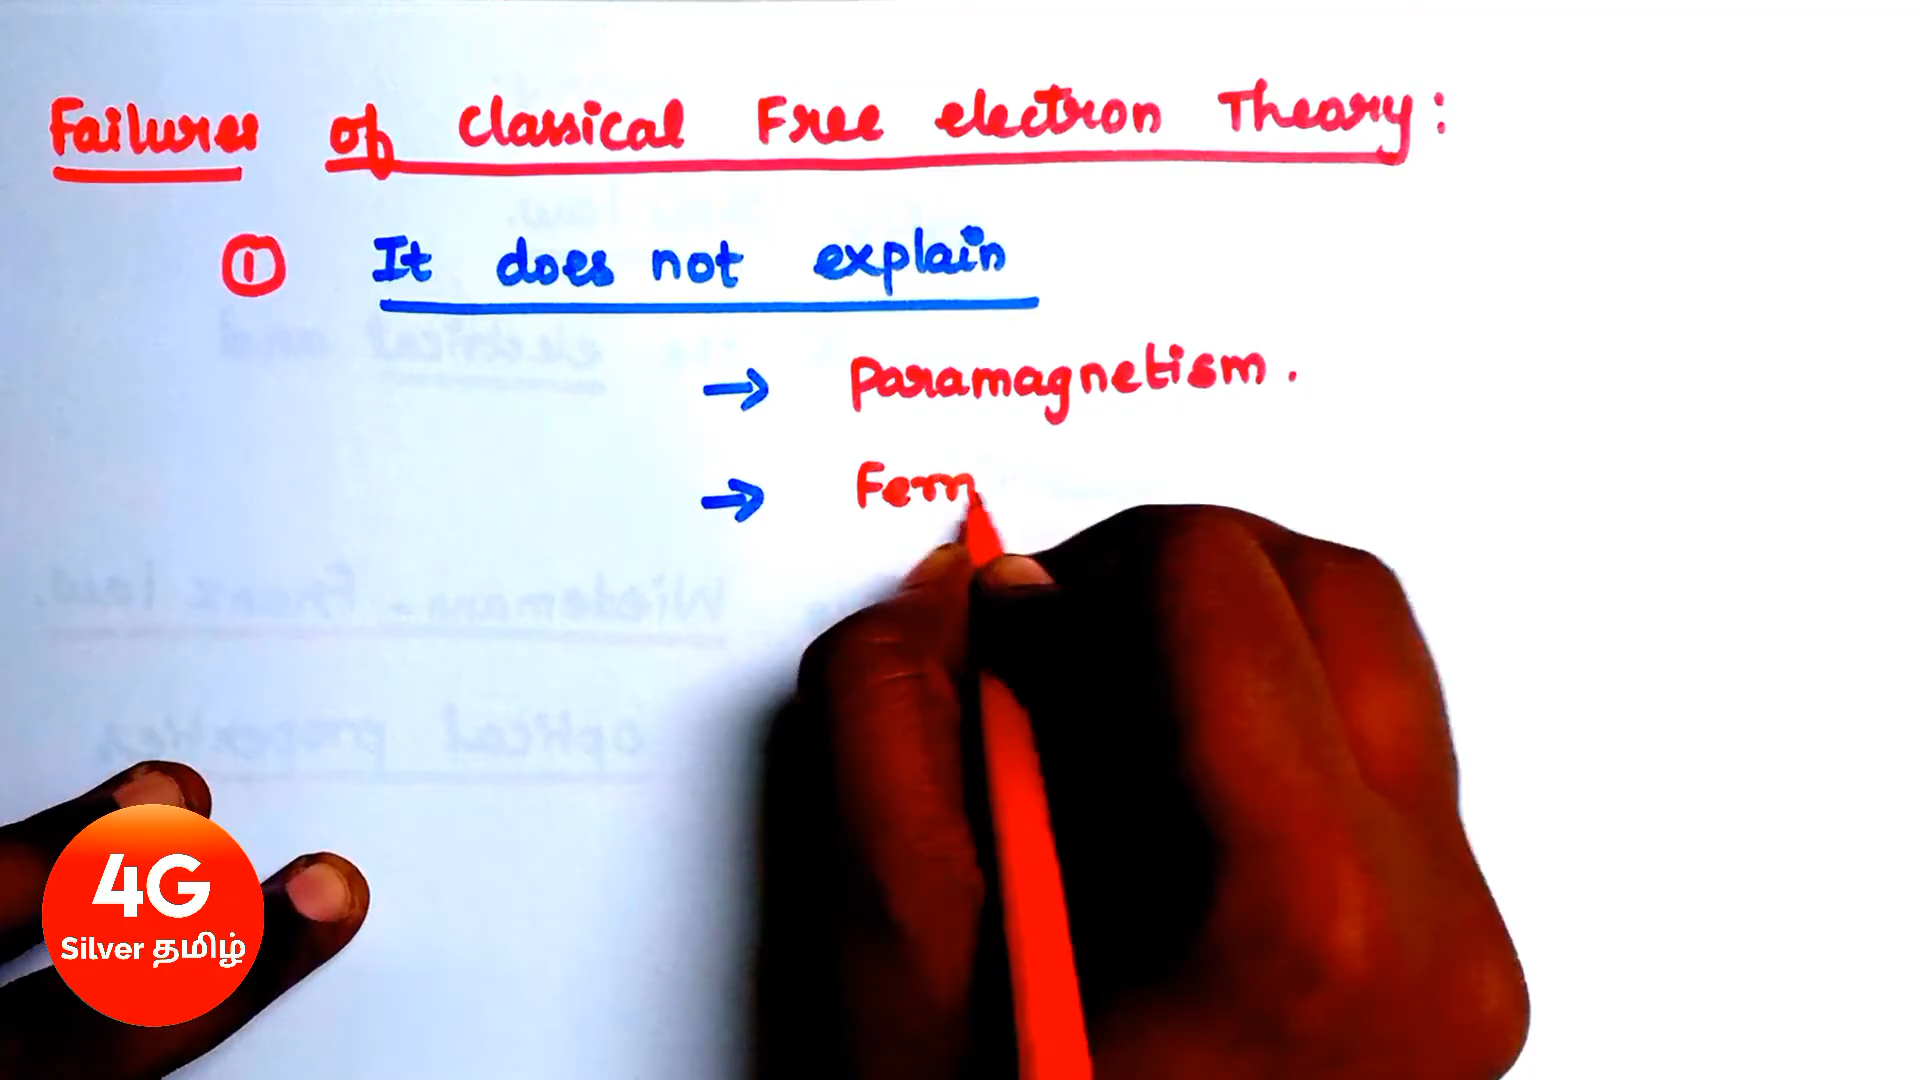 Failures of classical Free electron Theory:
① It does not explain
→ Paramagnetism.
→ Ferr
4G
Silver தமிழ்